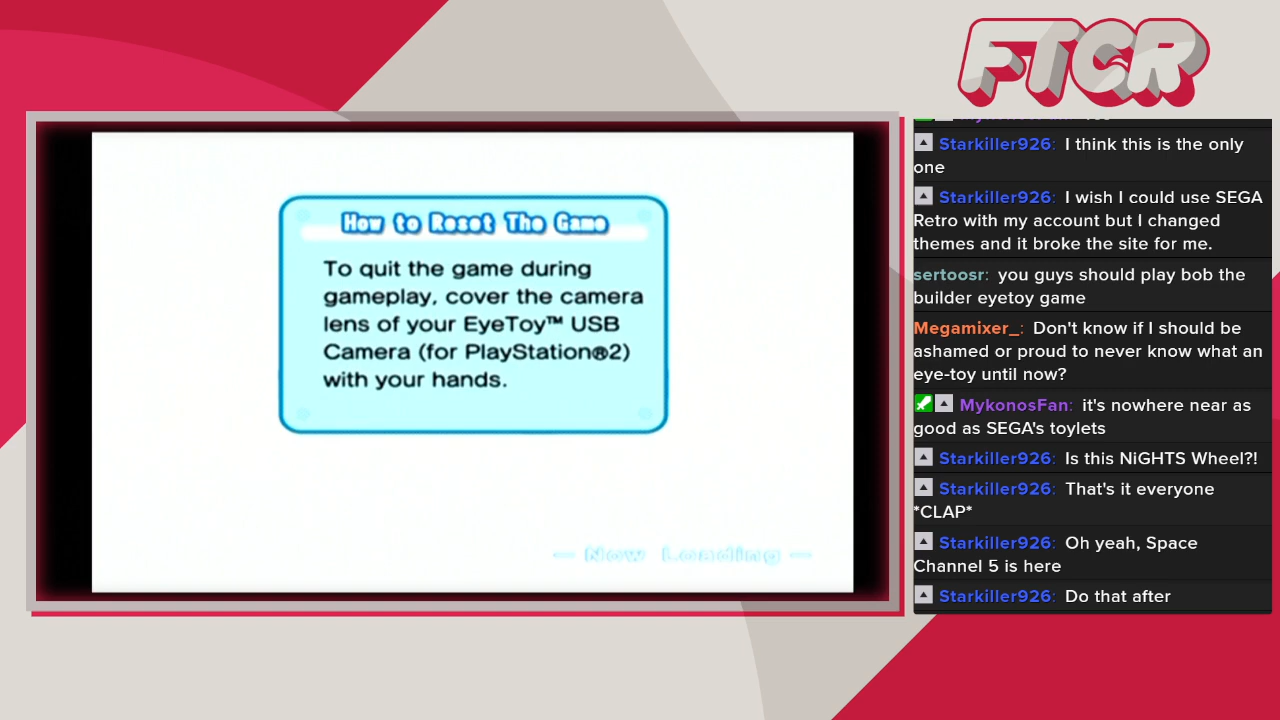 FTCR
How to Reset The Game
To quit the game during
gameplay, cover the camera
lens of your EyeToy™ USB
Camera (for PlayStation®2)
with your hands.
— Now Loading —
Starkiller926: I think this is the only
one
Starkiller926: I wish I could use SEGA
Retro with my account but I changed
themes and it broke the site for me.
sertoosr: you guys should play bob the
builder eyetoy game
Megamixer_: Don't know if I should be
ashamed or proud to never know what an
eye-toy until now?
MykonosFan: it's nowhere near as
good as SEGA's toylets
Starkiller926: Is this NiGHTS Wheel?!
Starkiller926: That's it everyone
*CLAP*
Starkiller926: Oh yeah, Space
Channel 5 is here
Starkiller926: Do that after